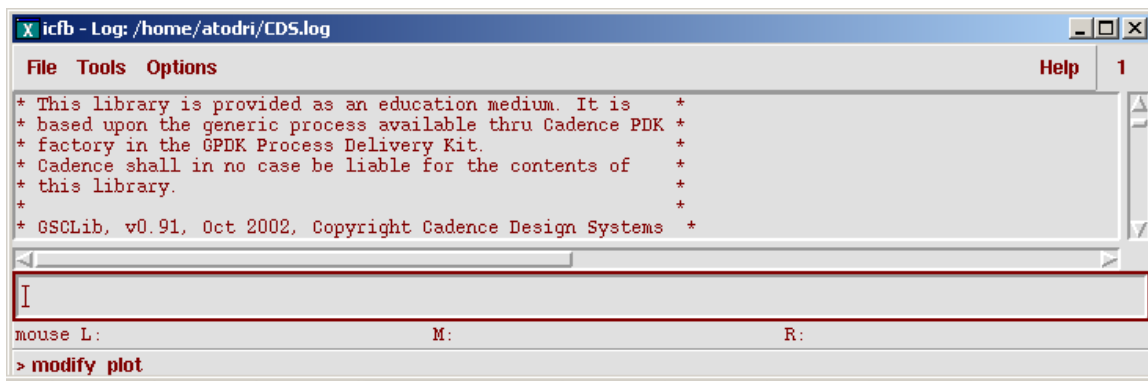 X icfb - Log: /home/atodri/CDS.log
File Tools Options Help 1
* This library is provided as an education medium. It is *
* based upon the generic process available thru Cadence PDK *
* factory in the GPDK Process Delivery Kit. *
* Cadence shall in no case be liable for the contents of *
* this library. *
* *
* GSCLib, v0.91, Oct 2002, Copyright Cadence Design Systems *
mouse L: M: R:
> modify plot